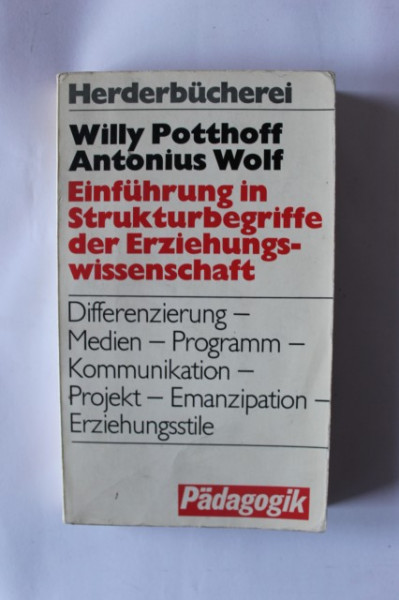 Herderbücherei
Willy Potthoff
Antonius Wolf
Einführung in
Strukturbegriffe
der Erziehungs-
wissenschaft
Differenzierung –
Medien – Programm –
Kommunikation –
Projekt – Emanzipation –
Erziehungsstile
Pädagogik